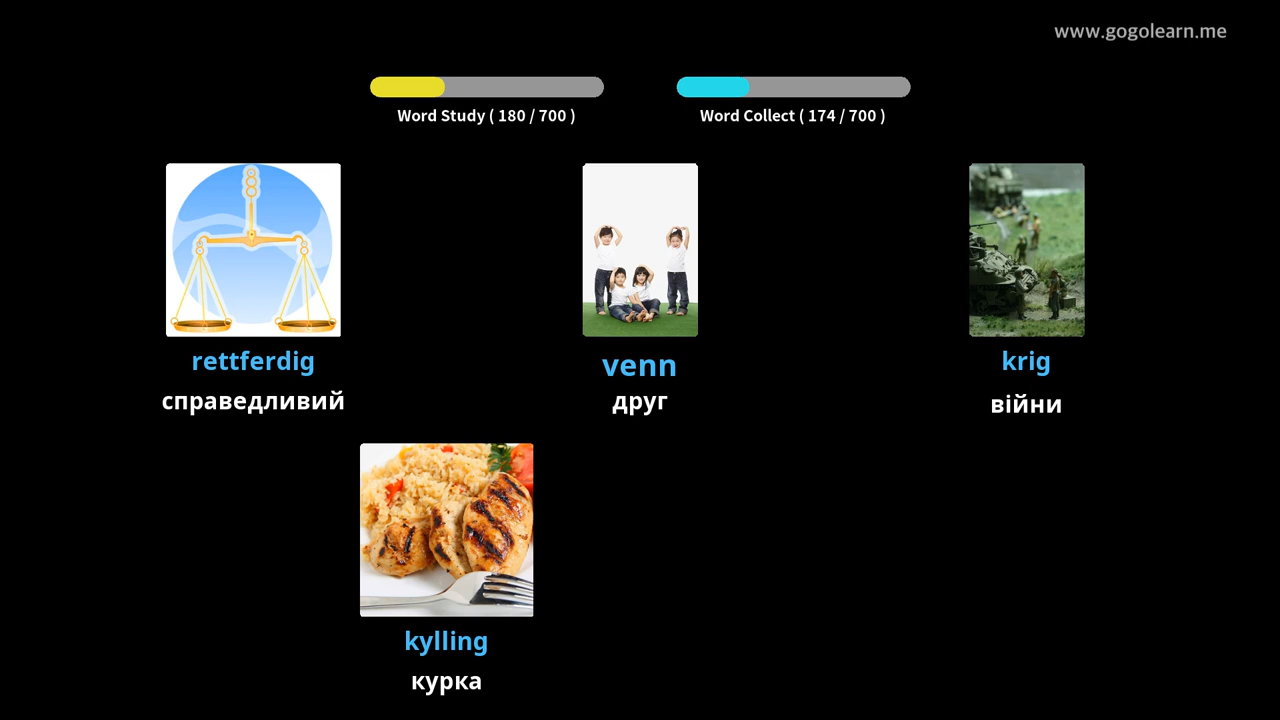 www.gogolearn.me
Word Study ( 180 / 700 )
Word Collect ( 174 / 700 )
rettferdig
справедливий
venn
друг
krig
війни
kylling
курка